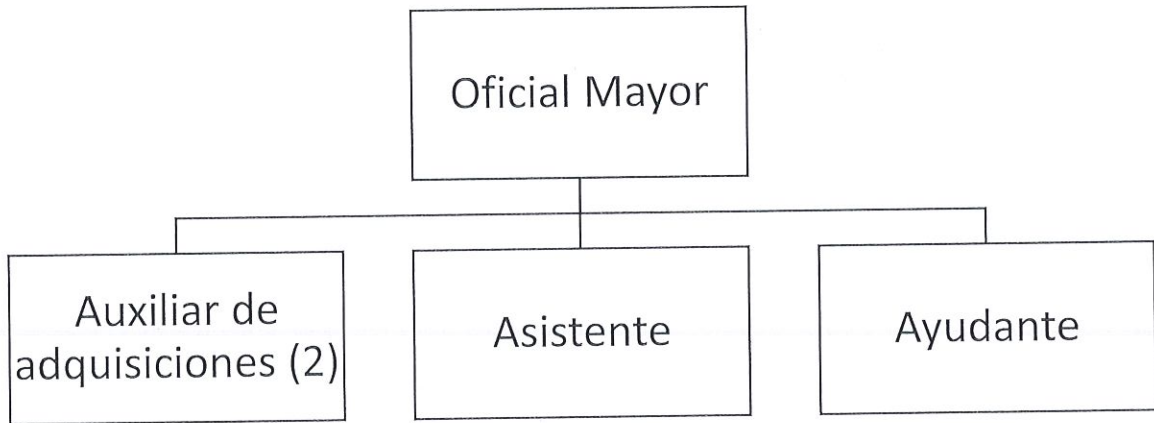 Oficial Mayor
Auxiliar de
adquisiciones (2)
Asistente
Ayudante